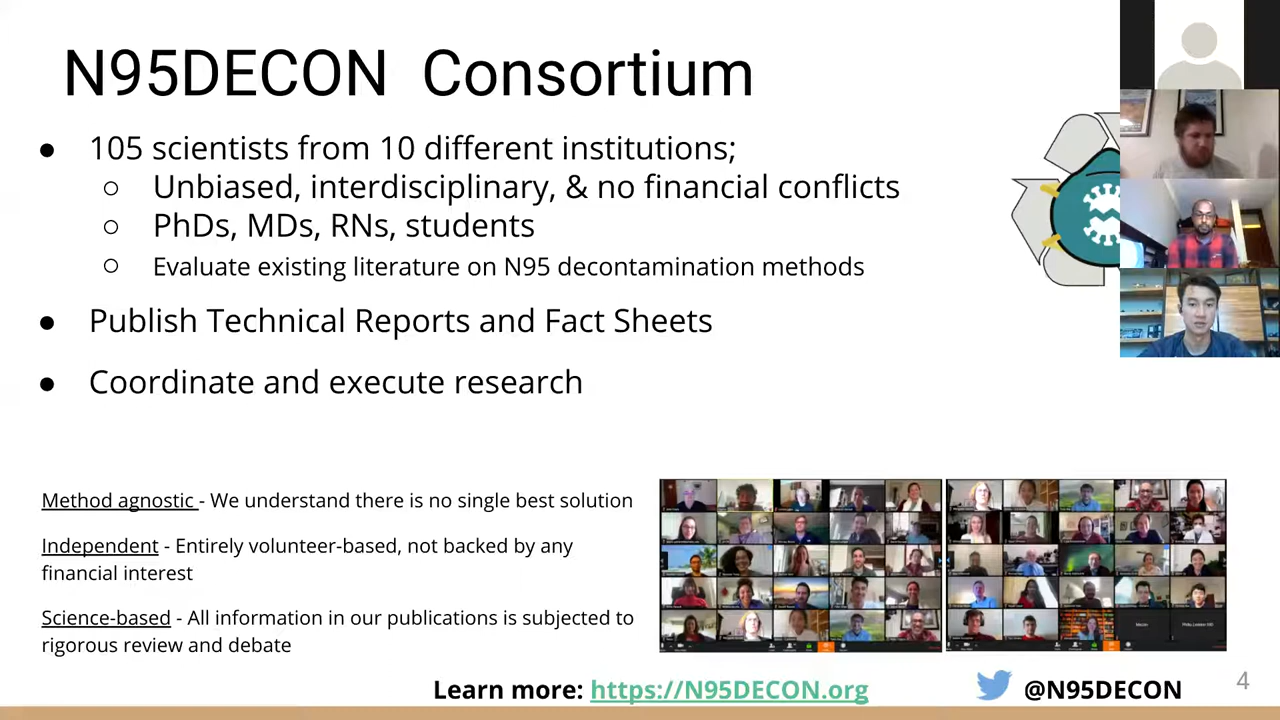 N95DECON Consortium
● 105 scientists from 10 different institutions;
○ Unbiased, interdisciplinary, & no financial conflicts
○ PhDs, MDs, RNs, students
○ Evaluate existing literature on N95 decontamination methods
● Publish Technical Reports and Fact Sheets
● Coordinate and execute research
Method agnostic - We understand there is no single best solution
Independent - Entirely volunteer-based, not backed by any
financial interest
Science-based - All information in our publications is subjected to
rigorous review and debate
Learn more: https://N95DECON.org
@N95DECON
4